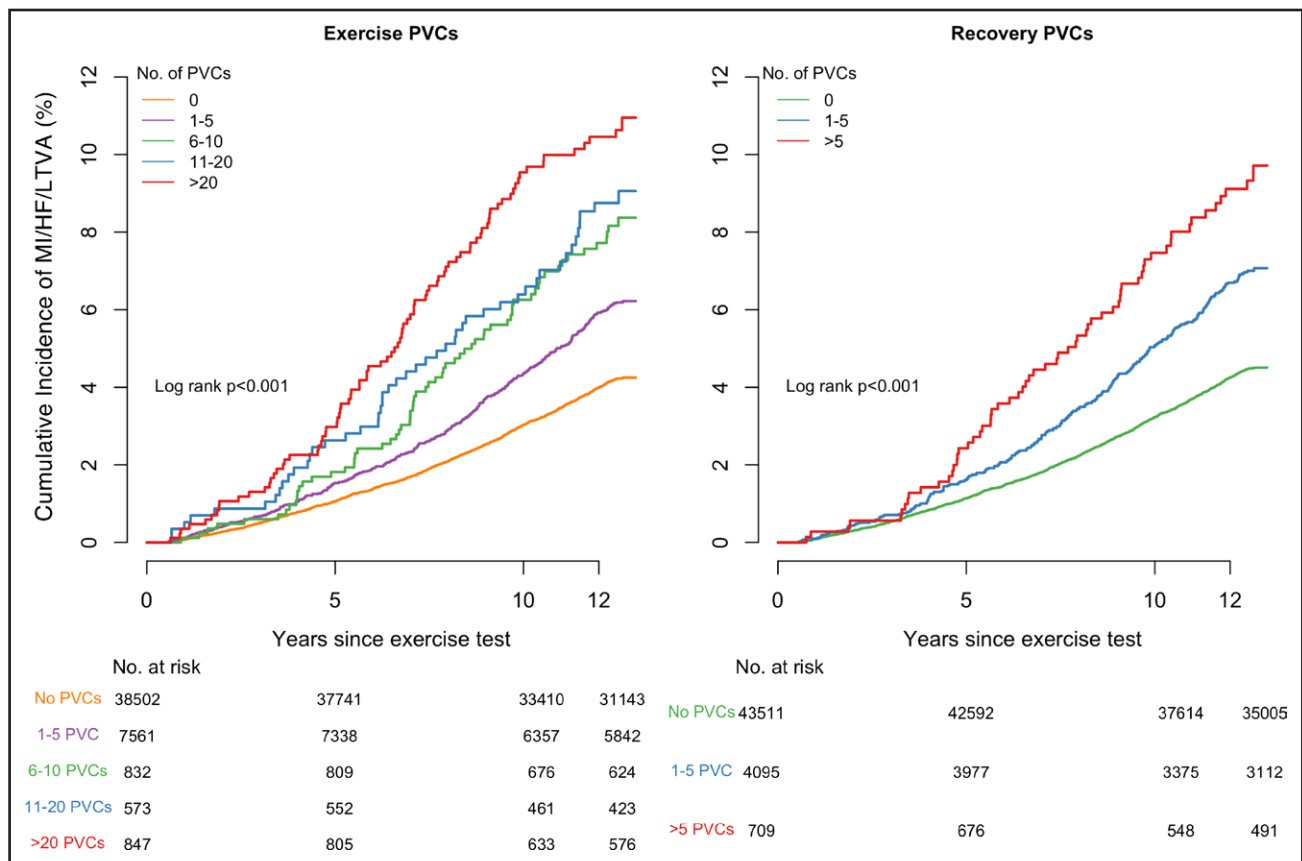 Exercise PVCs
Recovery PVCs
Cumulative Incidence of MI/HF/LTVA (%)
12
10
8
6
4
2
0
No. of PVCs
0
1-5
6-10
11-20
>20
Log rank p<0.001
0 5 10 12
Years since exercise test
12
10
8
6
4
2
0
No. of PVCs
0
1-5
>5
Log rank p<0.001
0 5 10 12
Years since exercise test
No. at risk
No PVCs 38502 37741 33410 31143
1-5 PVC 7561 7338 6357 5842
6-10 PVCs 832 809 676 624
11-20 PVCs 573 552 461 423
>20 PVCs 847 805 633 576
No. at risk
No PVCs 43511 42592 37614 35005
1-5 PVC 4095 3977 3375 3112
>5 PVCs 709 676 548 491